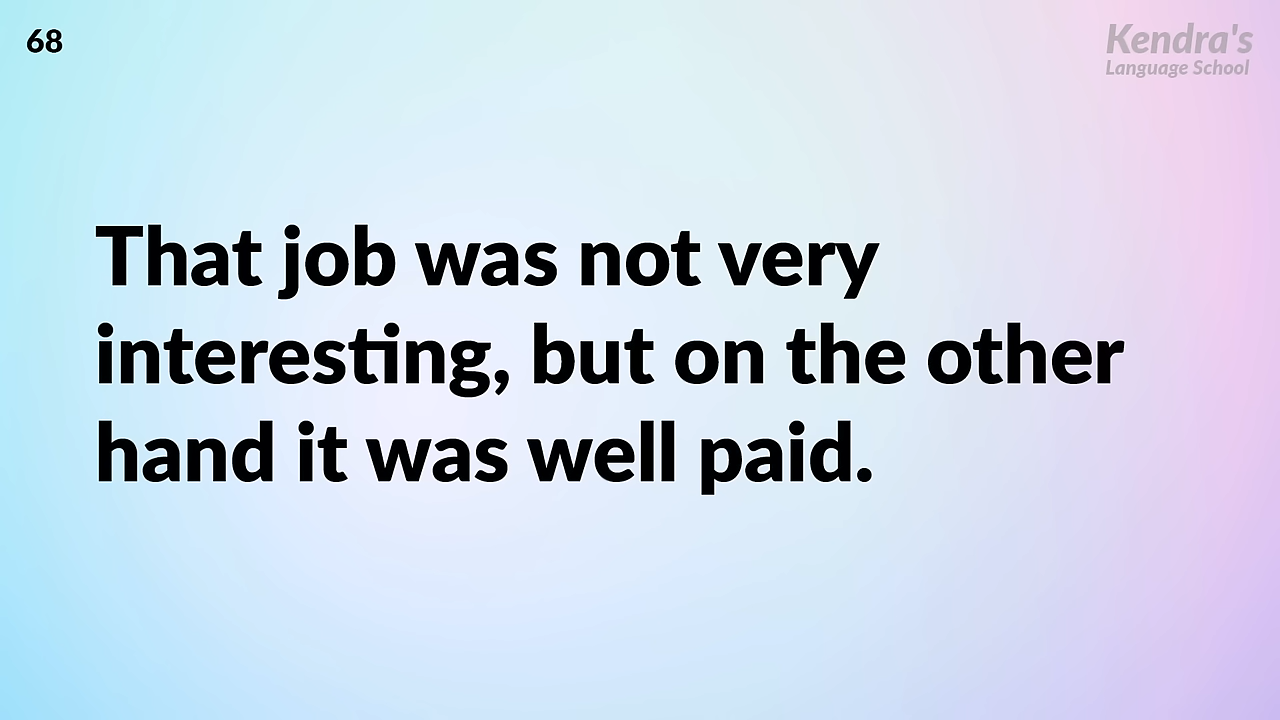 68
Kendra's
Language School
That job was not very
interesting, but on the other
hand it was well paid.